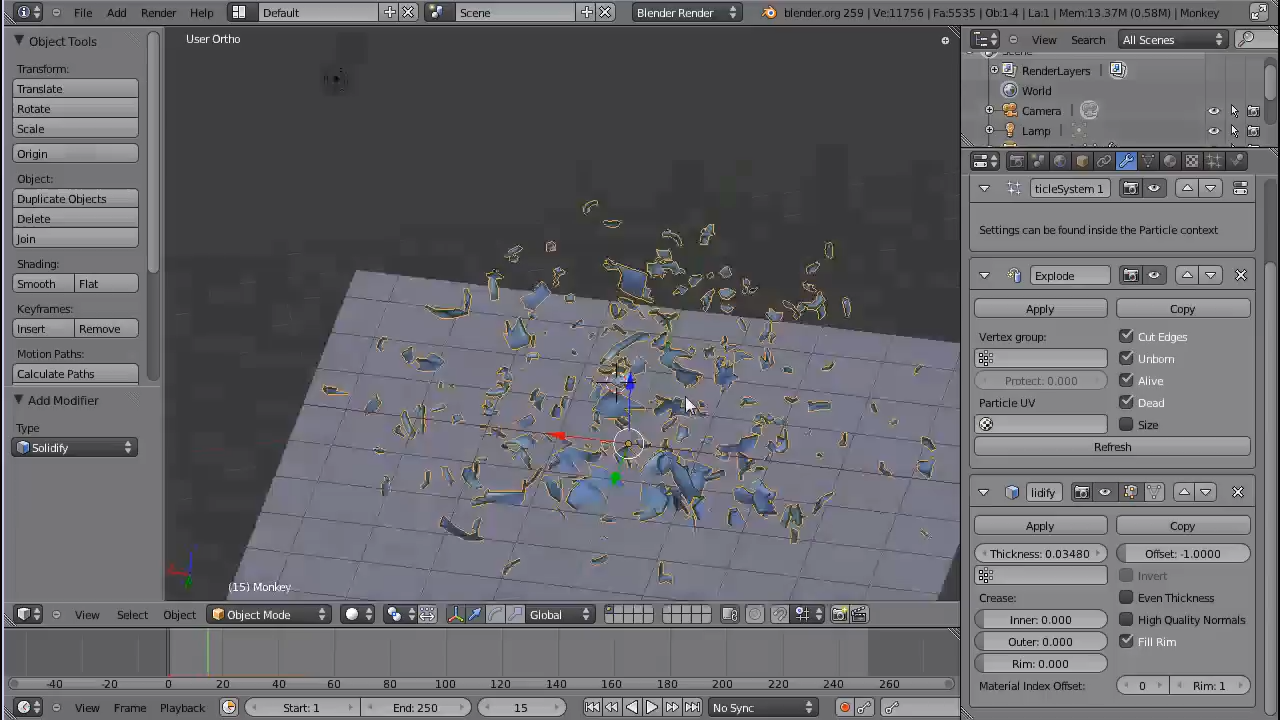 File Add Render Help Default Scene Blender Render blender.org 259 | Ve:11756 | Fa:5535 | Ob:1-4 | La:1 | Mem:13.37M (0.58M) | Monkey
Object Tools
Transform:
Translate
Rotate
Scale
Origin
Object:
Duplicate Objects
Delete
Join
Shading:
Smooth Flat
Keyframes:
Insert Remove
Motion Paths:
Calculate Paths
Add Modifier
Type
Solidify
User Ortho
(15) Monkey
View Select Object Object Mode Global
-40 -20 0 20 40 60 80 100 120 140 160 180 200 220 240 260
View Frame Playback Start: 1 End: 250 15 No Sync
View Search All Scenes
RenderLayers
World
Camera
Lamp
ticleSystem 1
Settings can be found inside the Particle context
Explode
Apply Copy
Vertex group: Cut Edges
Unborn
Protect: 0.000 Alive
Particle UV Dead
Size
Refresh
lidify
Apply Copy
Thickness: 0.03480 Offset: -1.0000
Invert
Crease: Even Thickness
Inner: 0.000 High Quality Normals
Outer: 0.000 Fill Rim
Rim: 0.000
Material Index Offset: 0 Rim: 1